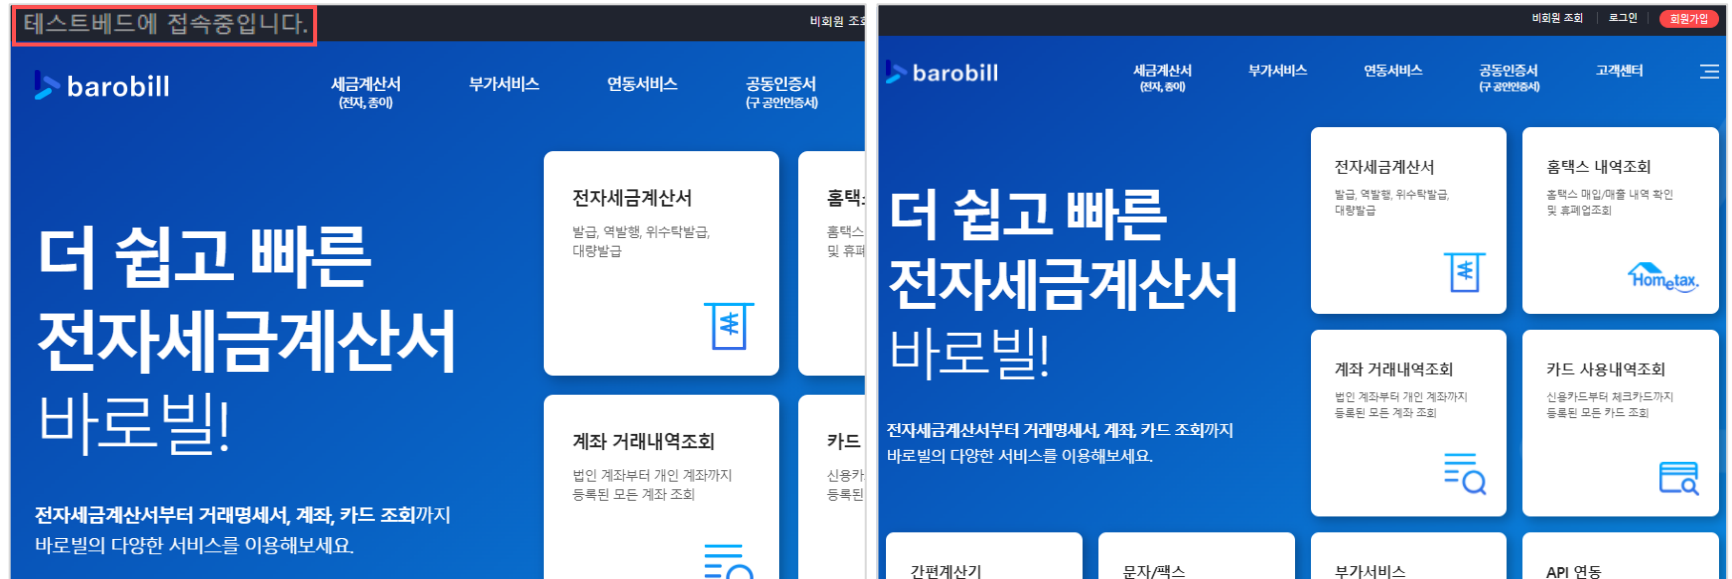 테스트베드에 접속중입니다.
비회원 조회
barobill
세금계산서
(전자, 종이)
부가서비스
연동서비스
공동인증서
(구 공인인증서)
더 쉽고 빠른
전자세금계산서
바로빌!
전자세금계산서부터 거래명세서, 계좌, 카드 조회까지
바로빌의 다양한 서비스를 이용해보세요.
전자세금계산서
발급, 역발행, 위수탁발급,
대량발급
홈택
홈택스
및 휴폐
계좌 거래내역조회
법인 계좌부터 개인 계좌까지
등록된 모든 계좌 조회
카드
신용카
등록된
비회원 조회
로그인
회원가입
barobill
세금계산서
(전자, 종이)
부가서비스
연동서비스
공동인증서
(구 공인인증서)
고객센터
더 쉽고 빠른
전자세금계산서
바로빌!
전자세금계산서부터 거래명세서, 계좌, 카드 조회까지
바로빌의 다양한 서비스를 이용해보세요.
전자세금계산서
발급, 역발행, 위수탁발급,
대량발급
홈택스 내역조회
홈택스 매입/매출 내역 확인
및 휴폐업조회
Hometax.
계좌 거래내역조회
법인 계좌부터 개인 계좌까지
등록된 모든 계좌 조회
카드 사용내역조회
신용카드부터 체크카드까지
등록된 모든 카드 조회
간편계산기
문자/팩스
부가서비스
API 연동